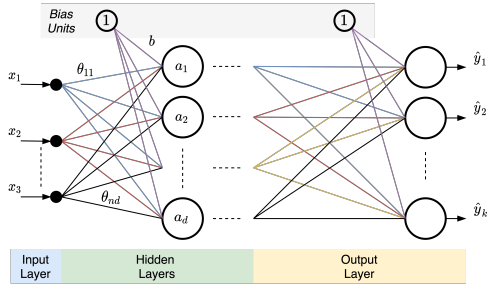 Bias
Units
1
b
1
θ11
a1
ŷ1
x1
a2
ŷ2
x2
x3
θnd
ad
ŷk
Input
Layer
Hidden
Layers
Output
Layer